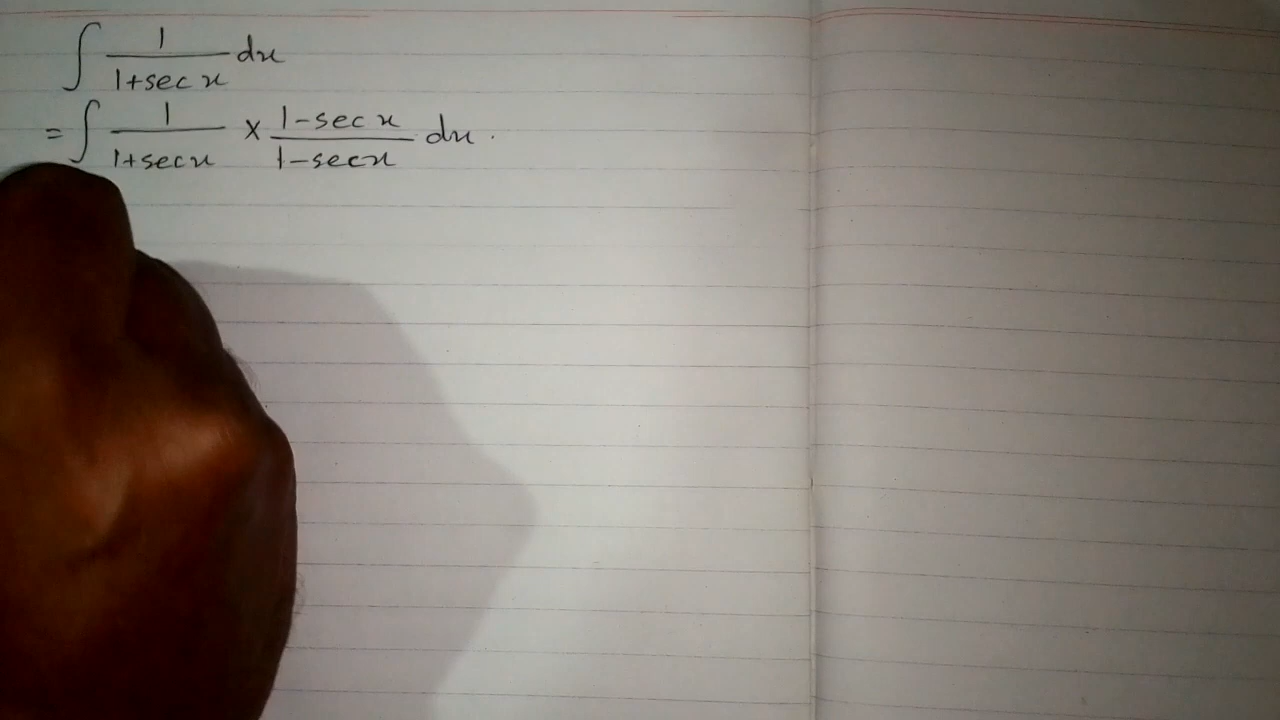 ∫ 1/(1+sec x) dx
= ∫ 1/(1+sec x) × (1-sec x)/(1-sec x) dx.